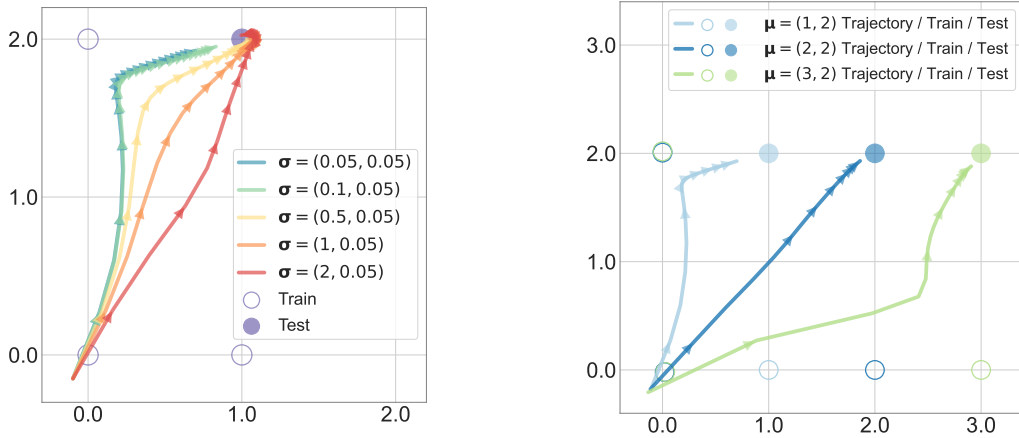 2.0
1.0
0.0
0.0
1.0
2.0
σ = (0.05, 0.05)
σ = (0.1, 0.05)
σ = (0.5, 0.05)
σ = (1, 0.05)
σ = (2, 0.05)
Train
Test
3.0
2.0
1.0
0.0
0.0
1.0
2.0
3.0
μ = (1, 2) Trajectory / Train / Test
μ = (2, 2) Trajectory / Train / Test
μ = (3, 2) Trajectory / Train / Test